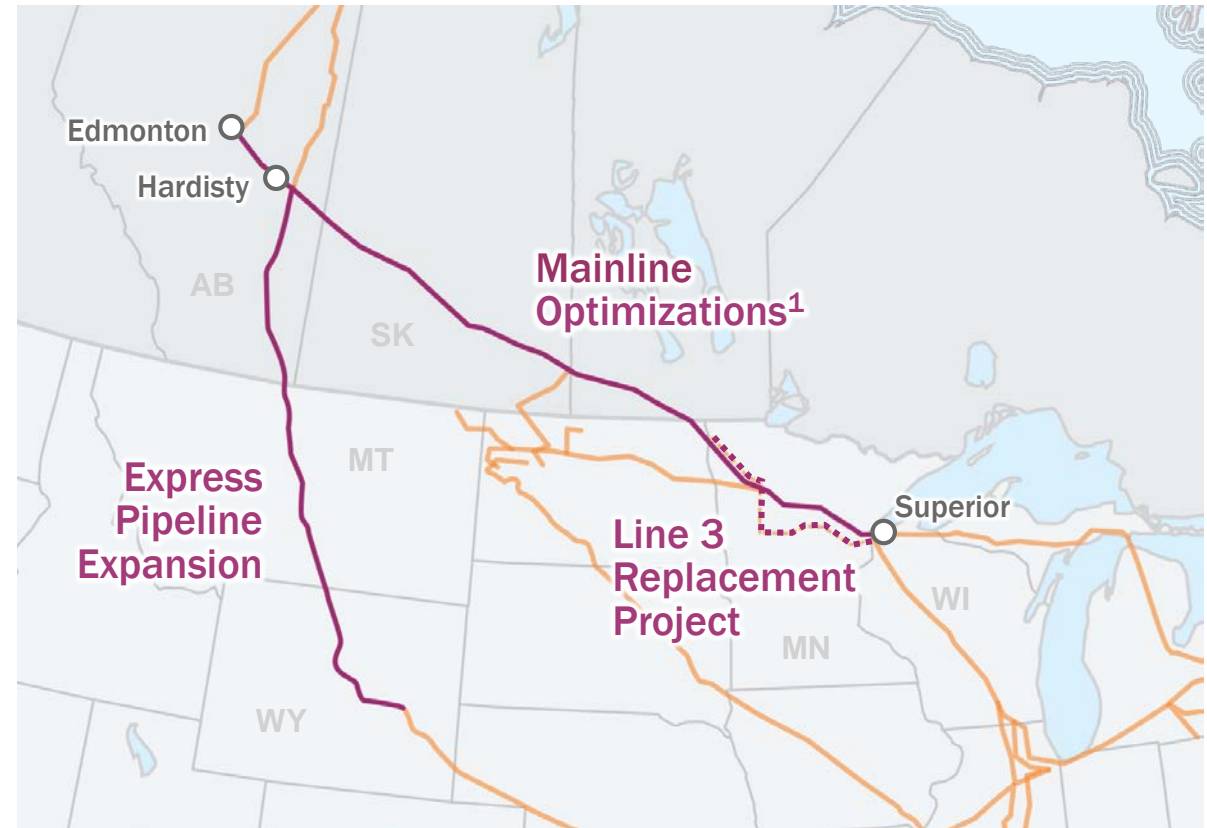 Edmonton
Hardisty
AB
SK
Mainline
Optimizations¹
MT
Express
Pipeline
Expansion
Superior
Line 3
Replacement
Project
WI
MN
WY